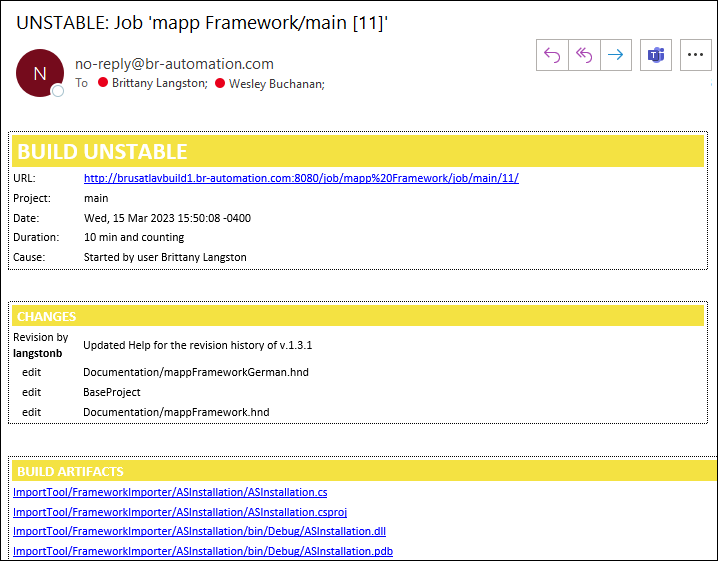 UNSTABLE: Job 'mapp Framework/main [11]'
N
no-reply@br-automation.com
To Brittany Langston; Wesley Buchanan;
BUILD UNSTABLE
URL: http://brusatlavbuild1.br-automation.com:8080/job/mapp%20Framework/job/main/11/
Project: main
Date: Wed, 15 Mar 2023 15:50:08 -0400
Duration: 10 min and counting
Cause: Started by user Brittany Langston
CHANGES
Revision by langstonb Updated Help for the revision history of v.1.3.1
edit Documentation/mappFrameworkGerman.hnd
edit BaseProject
edit Documentation/mappFramework.hnd
BUILD ARTIFACTS
ImportTool/FrameworkImporter/ASInstallation/ASInstallation.cs
ImportTool/FrameworkImporter/ASInstallation/ASInstallation.csproj
ImportTool/FrameworkImporter/ASInstallation/bin/Debug/ASInstallation.dll
ImportTool/FrameworkImporter/ASInstallation/bin/Debug/ASInstallation.pdb